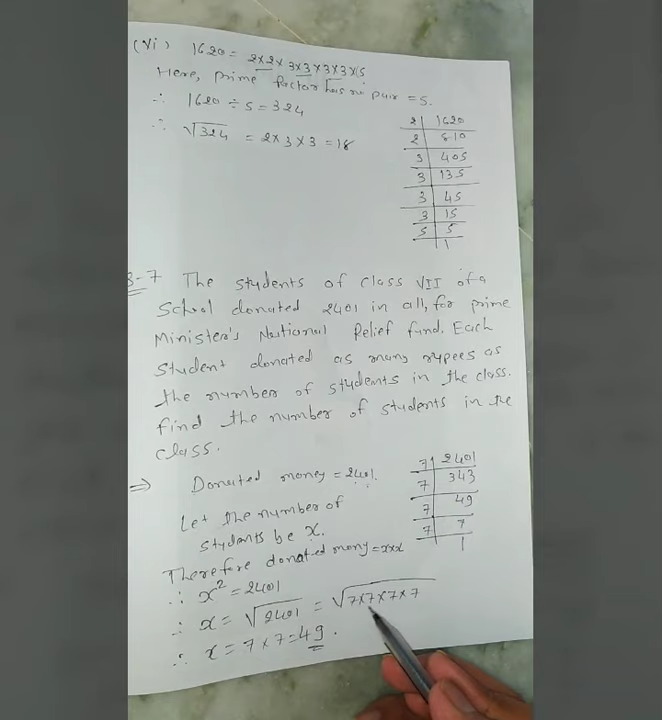 (vi) 1620 = 2×2×3×3×3×3×5
Here, prime factor has no pair = 5.
∴ 1620 ÷ 5 = 324
∴ √324 = 2×3×3 = 18
2 | 1620
2 | 810
3 | 405
3 | 135
3 | 45
3 | 15
5 | 5
1
8-7 The students of class VII of a
School donated 2401 in all, for prime
Minister's National Relief fund. Each
student donated as many rupees as
the number of students in the class.
find the number of students in the
class.
⇒ Donated money = 2401.
Let the number of
students be x.
Therefore donated mony = x×x
∴ x² = 2401
∴ x = √2401 = √7×7×7×7
∴ x = 7×7 = 49.
7 | 2401
7 | 343
7 | 49
7 | 7
1